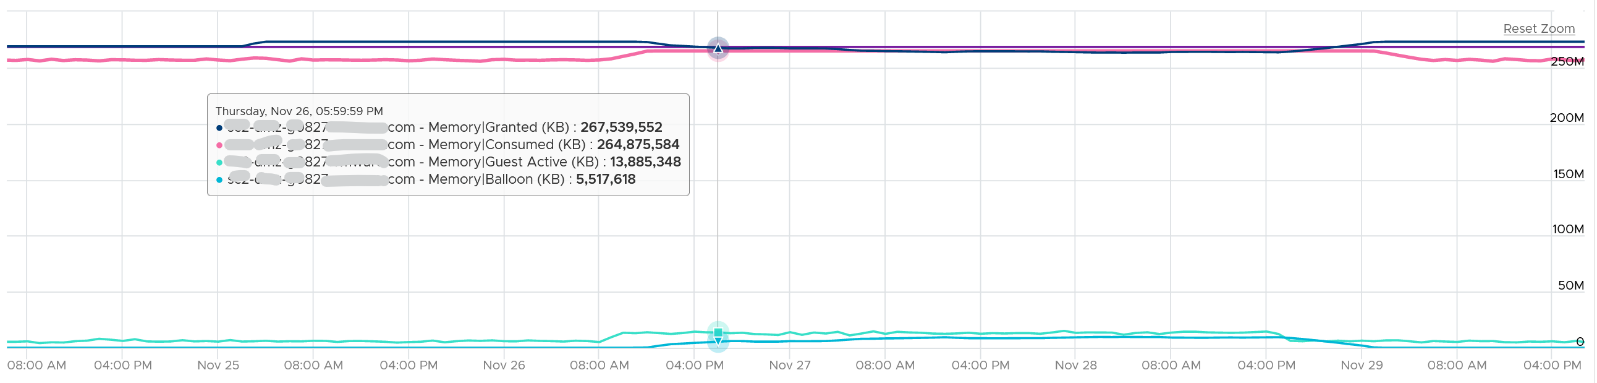 Reset Zoom
250M
200M
150M
100M
50M
0
Thursday, Nov 26, 05:59:59 PM
com - Memory|Granted (KB) : 267,539,552
com - Memory|Consumed (KB) : 264,875,584
com - Memory|Guest Active (KB) : 13,885,348
com - Memory|Balloon (KB) : 5,517,618
08:00 AM 04:00 PM Nov 25 08:00 AM 04:00 PM Nov 26 08:00 AM 04:00 PM Nov 27 08:00 AM 04:00 PM Nov 28 08:00 AM 04:00 PM Nov 29 08:00 AM 04:00 PM